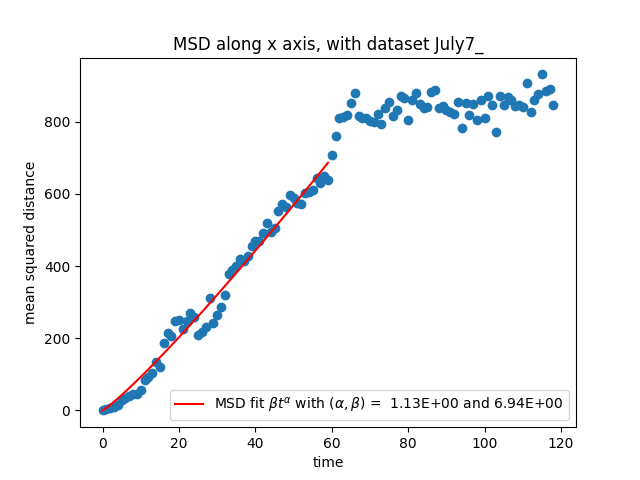 MSD along x axis, with dataset July7_
mean squared distance
800
600
400
200
0
MSD fit βt^α with (α, β) = 1.13E+00 and 6.94E+00
0 20 40 60 80 100 120
time